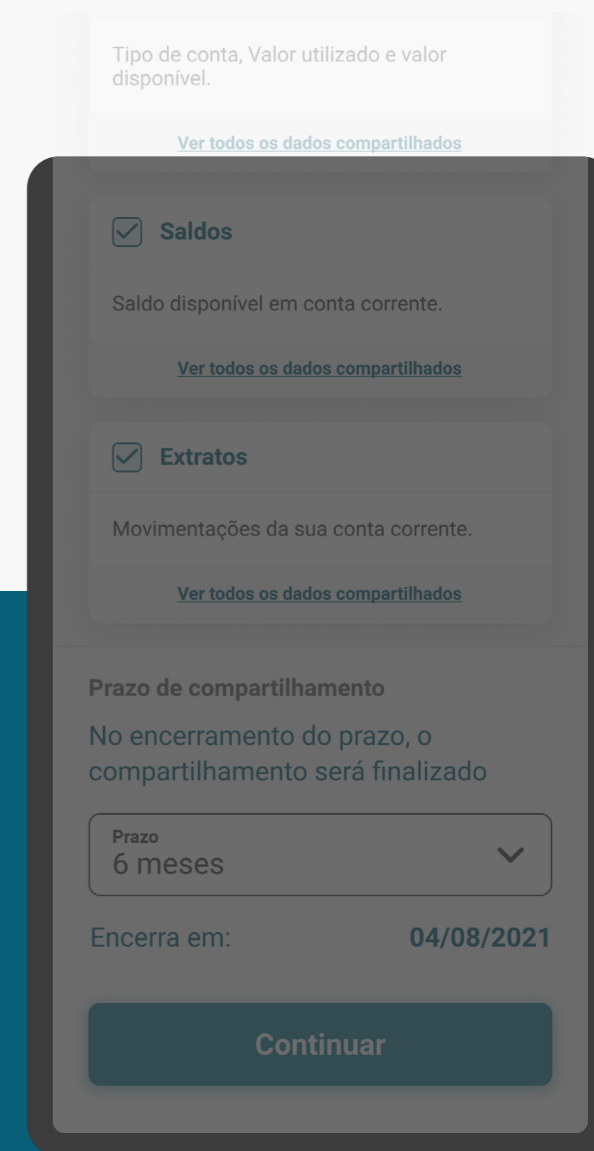 Tipo de conta, Valor utilizado e valor
disponível.
Ver todos os dados compartilhados
Saldos
Saldo disponível em conta corrente.
Ver todos os dados compartilhados
Extratos
Movimentações da sua conta corrente.
Ver todos os dados compartilhados
Prazo de compartilhamento
No encerramento do prazo, o
compartilhamento será finalizado
Prazo
6 meses
Encerra em: 04/08/2021
Continuar